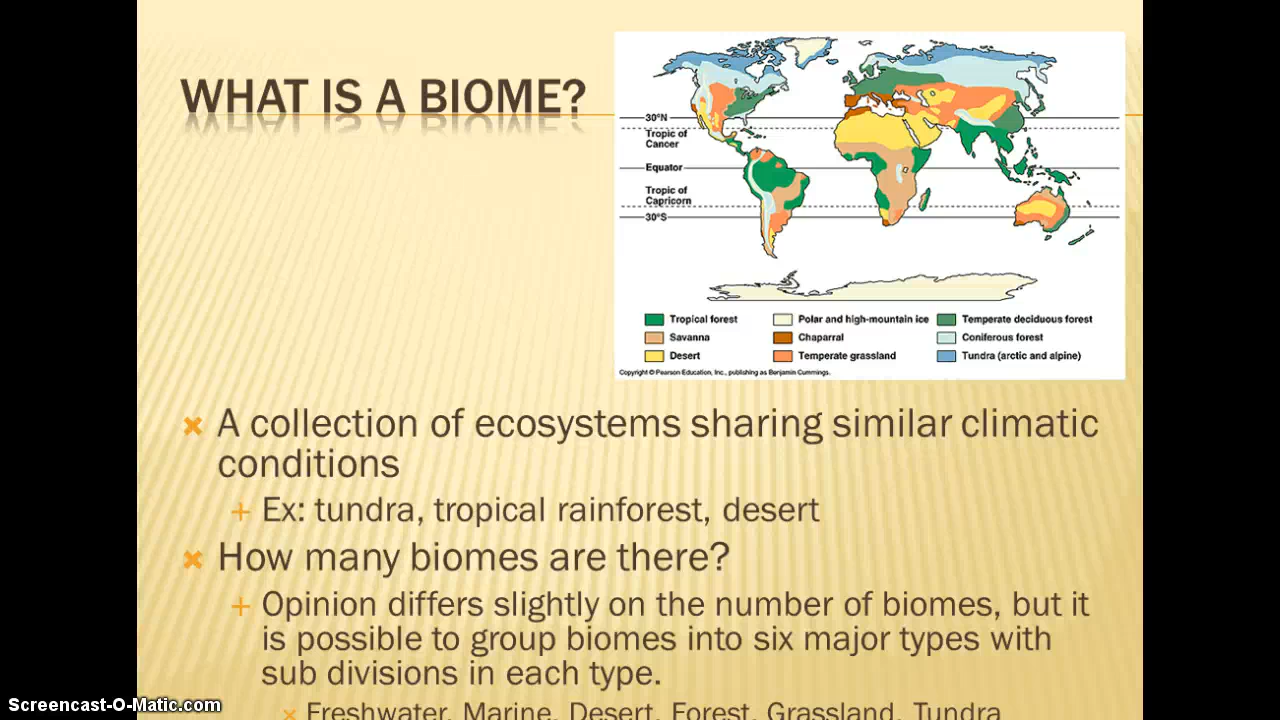 WHAT IS A BIOME?
30°N
Tropic of
Cancer
Equator
Tropic of
Capricorn
30°S
Tropical forest
Savanna
Desert
Polar and high-mountain ice
Chaparral
Temperate grassland
Temperate deciduous forest
Coniferous forest
Tundra (arctic and alpine)
Copyright © Pearson Education, Inc., publishing as Benjamin Cummings.
A collection of ecosystems sharing similar climatic
conditions
Ex: tundra, tropical rainforest, desert
How many biomes are there?
Opinion differs slightly on the number of biomes, but it
is possible to group biomes into six major types with
sub divisions in each type.
Freshwater, Marine, Desert, Forest, Grassland, Tundra
Screencast-O-Matic.com